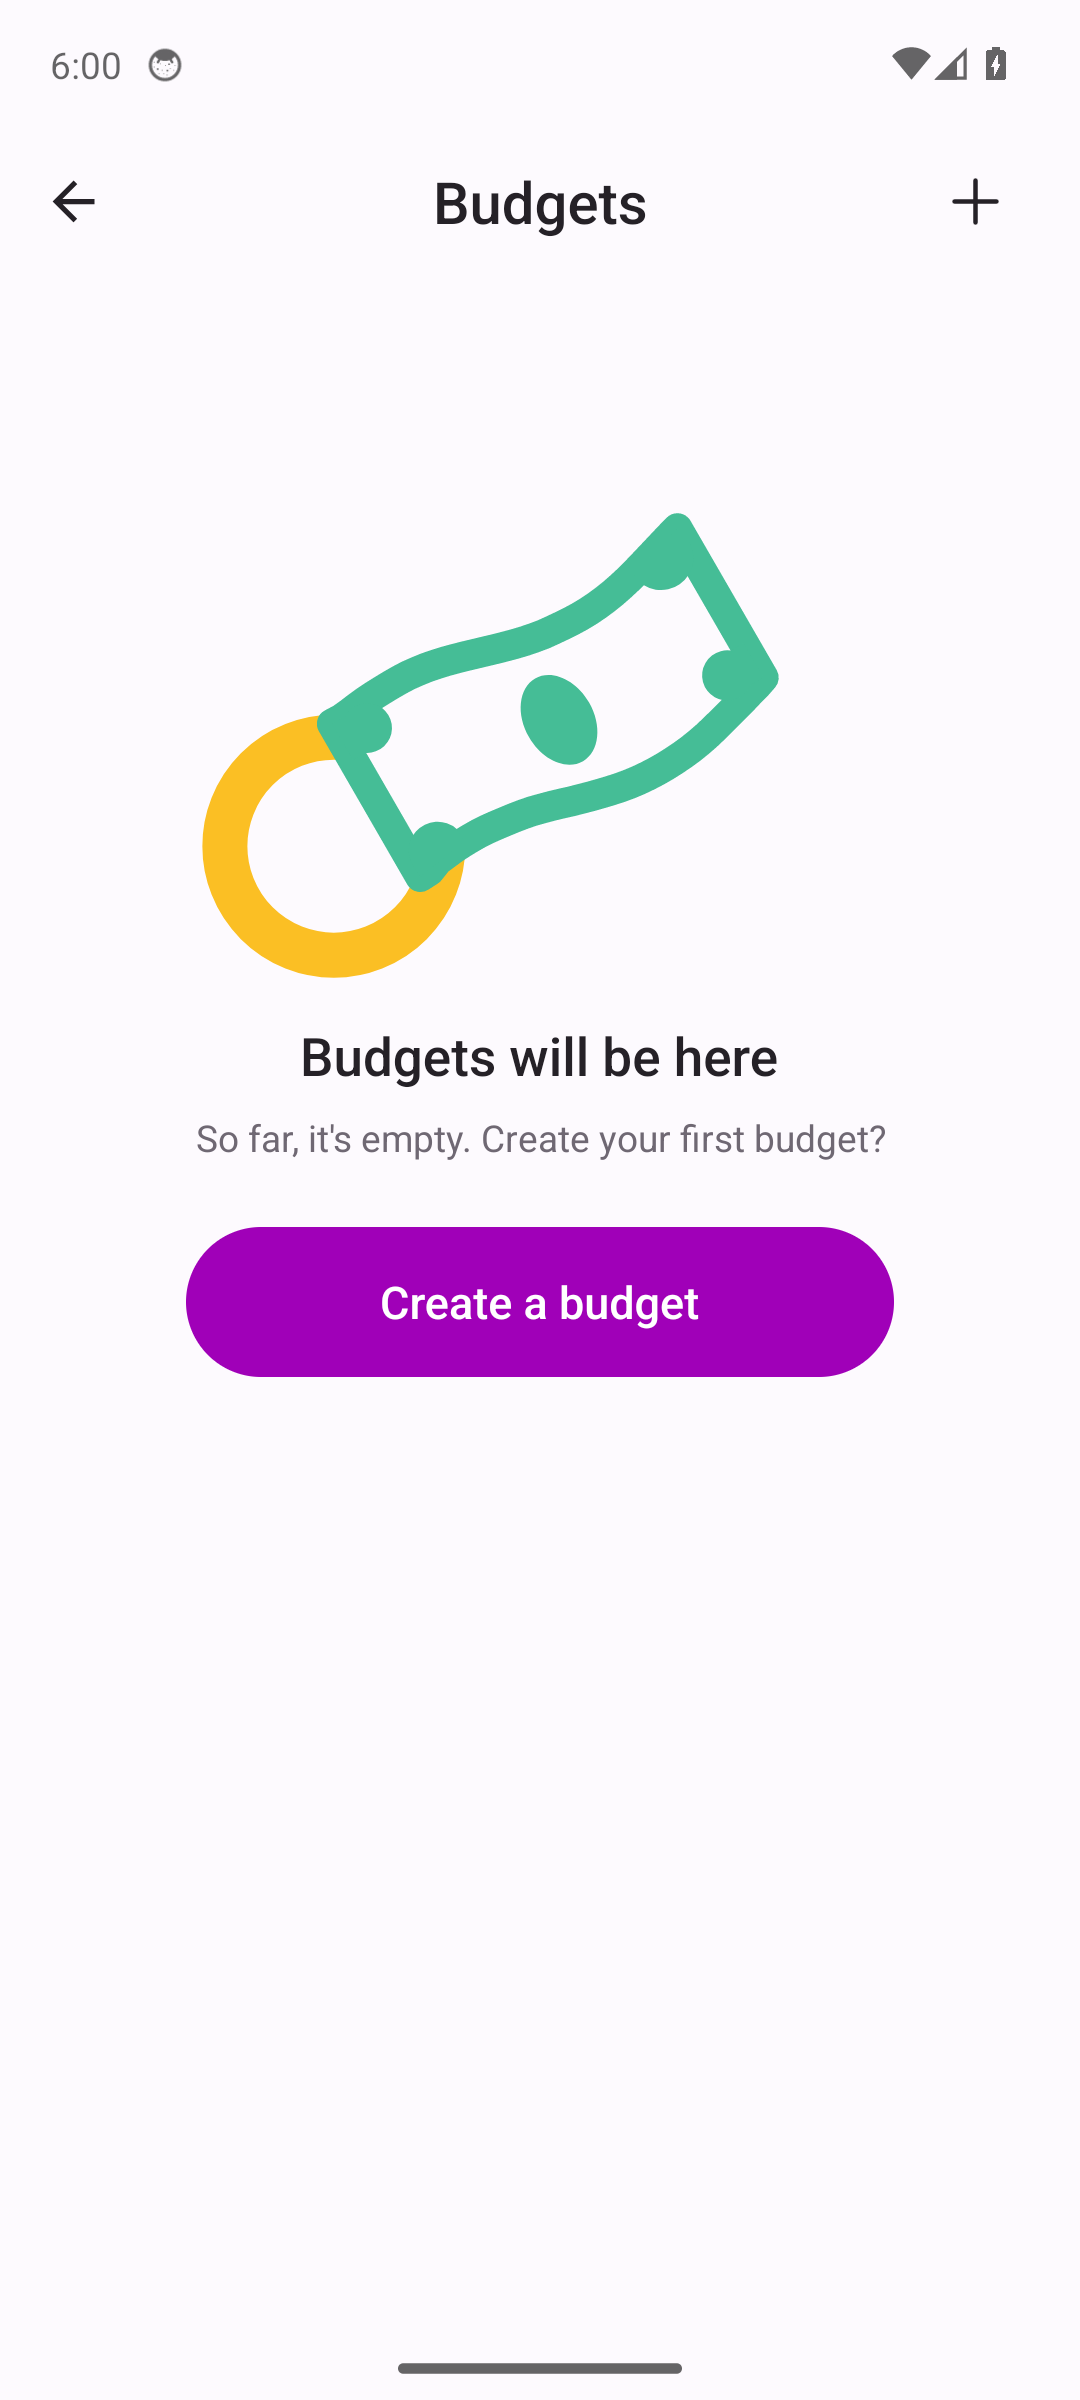 6:00
Budgets
Budgets will be here
So far, it's empty. Create your first budget?
Create a budget